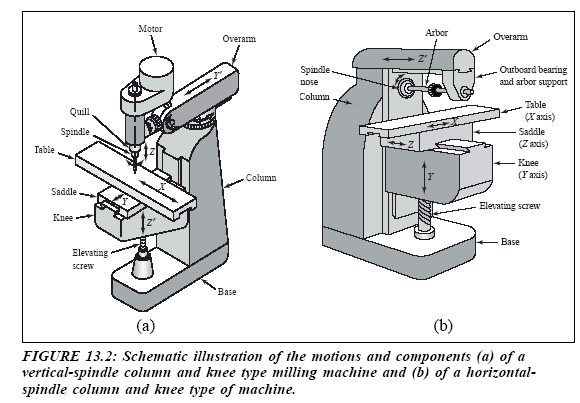 Motor
Overarm
Y'
Quill
Spindle
Z
Table
X
Saddle
Y
Column
Knee
Z'
Elevating
screw
Base
(a)
Arbor
Overarm
Z'
Spindle
nose
Outboard bearing
and arbor support
Column
Table
(X axis)
X
Saddle
(Z axis)
Z
Knee
(Y axis)
Y
Elevating screw
Base
(b)
FIGURE 13.2: Schematic illustration of the motions and components (a) of a
vertical-spindle column and knee type milling machine and (b) of a horizontal-
spindle column and knee type of machine.